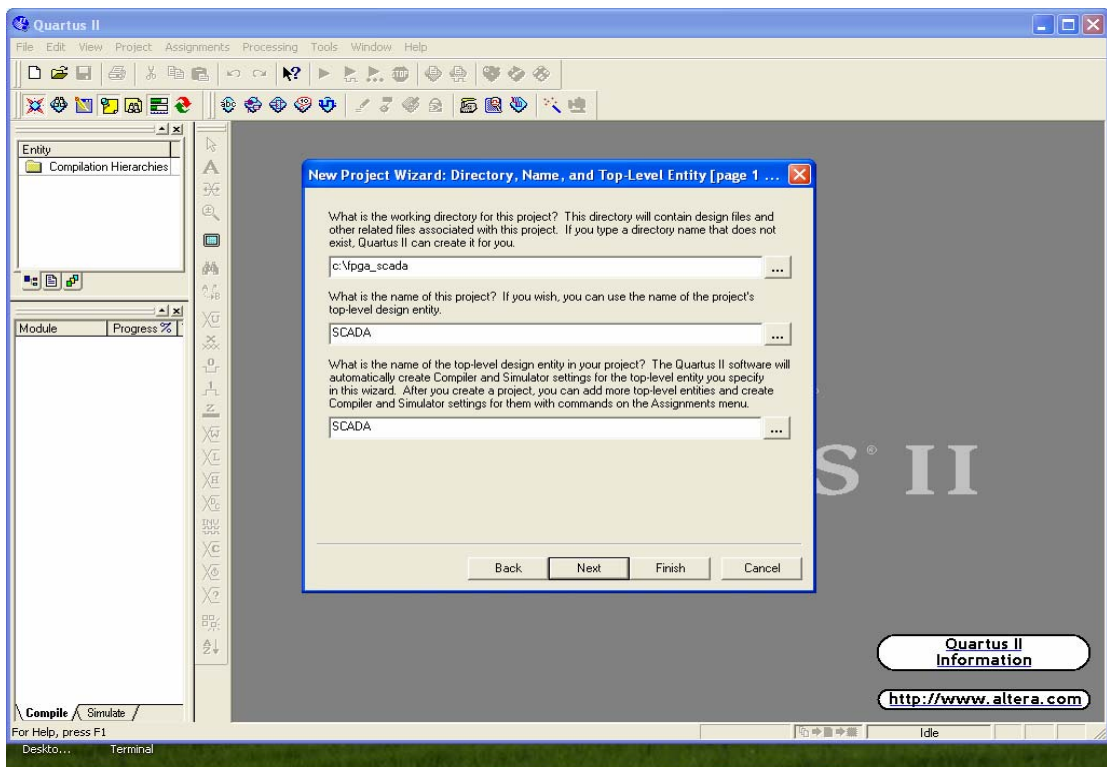 Quartus II
File Edit View Project Assignments Processing Tools Window Help
Entity
Compilation Hierarchies
Module Progress %
New Project Wizard: Directory, Name, and Top-Level Entity [page 1 ...
What is the working directory for this project? This directory will contain design files and
other related files associated with this project. If you type a directory name that does not
exist, Quartus II can create it for you.
c:\fpga_scada
...
What is the name of this project? If you wish, you can use the name of the project's
top-level design entity.
SCADA
...
What is the name of the top-level design entity in your project? The Quartus II software will
automatically create Compiler and Simulator settings for the top-level entity you specify
in this wizard. After you create a project, you can add more top-level entities and create
Compiler and Simulator settings for them with commands on the Assignments menu.
SCADA
...
Back Next Finish Cancel
S® II
Quartus II
Information
http://www.altera.com
Compile Simulate
For Help, press F1
Idle
Deskto... Terminal